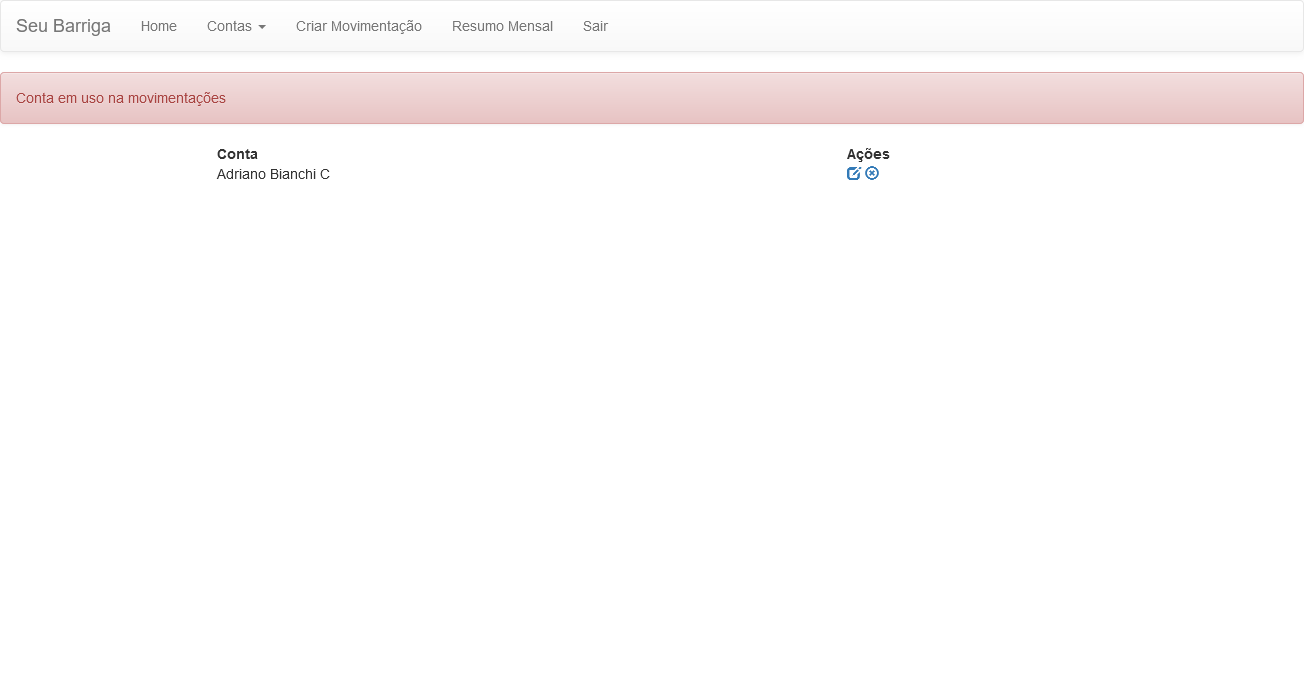 Seu Barriga Home Contas Criar Movimentação Resumo Mensal Sair
Conta em uso na movimentações
Conta Ações
Adriano Bianchi C